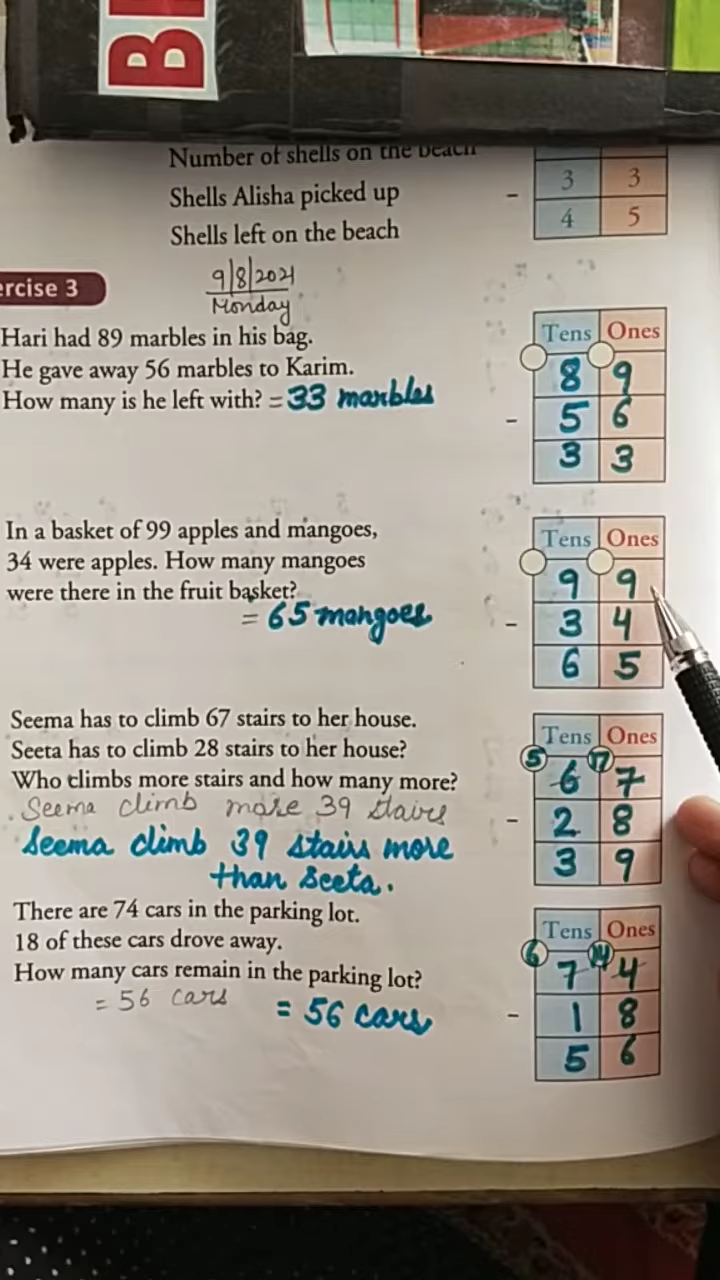 Number of shells on the beach
3 3
Shells Alisha picked up
-
Shells left on the beach
4 5
9/8/2021
Monday
ercise 3
Hari had 89 marbles in his bag.
He gave away 56 marbles to Karim.
How many is he left with? = 33 marbles
Tens Ones
8 9
- 5 6
3 3
In a basket of 99 apples and mangoes,
34 were apples. How many mangoes
were there in the fruit basket?
= 65 mangoes
Tens Ones
9 9
- 3 4
6 5
Seema has to climb 67 stairs to her house.
Seeta has to climb 28 stairs to her house?
Who climbs more stairs and how many more?
Seema climb more 39 stairs
Seema climb 39 stairs more
than Seeta.
Tens Ones
5 17
6 7
- 2 8
3 9
There are 74 cars in the parking lot.
18 of these cars drove away.
How many cars remain in the parking lot?
= 56 cars = 56 cars
Tens Ones
6 14
7 4
- 1 8
5 6